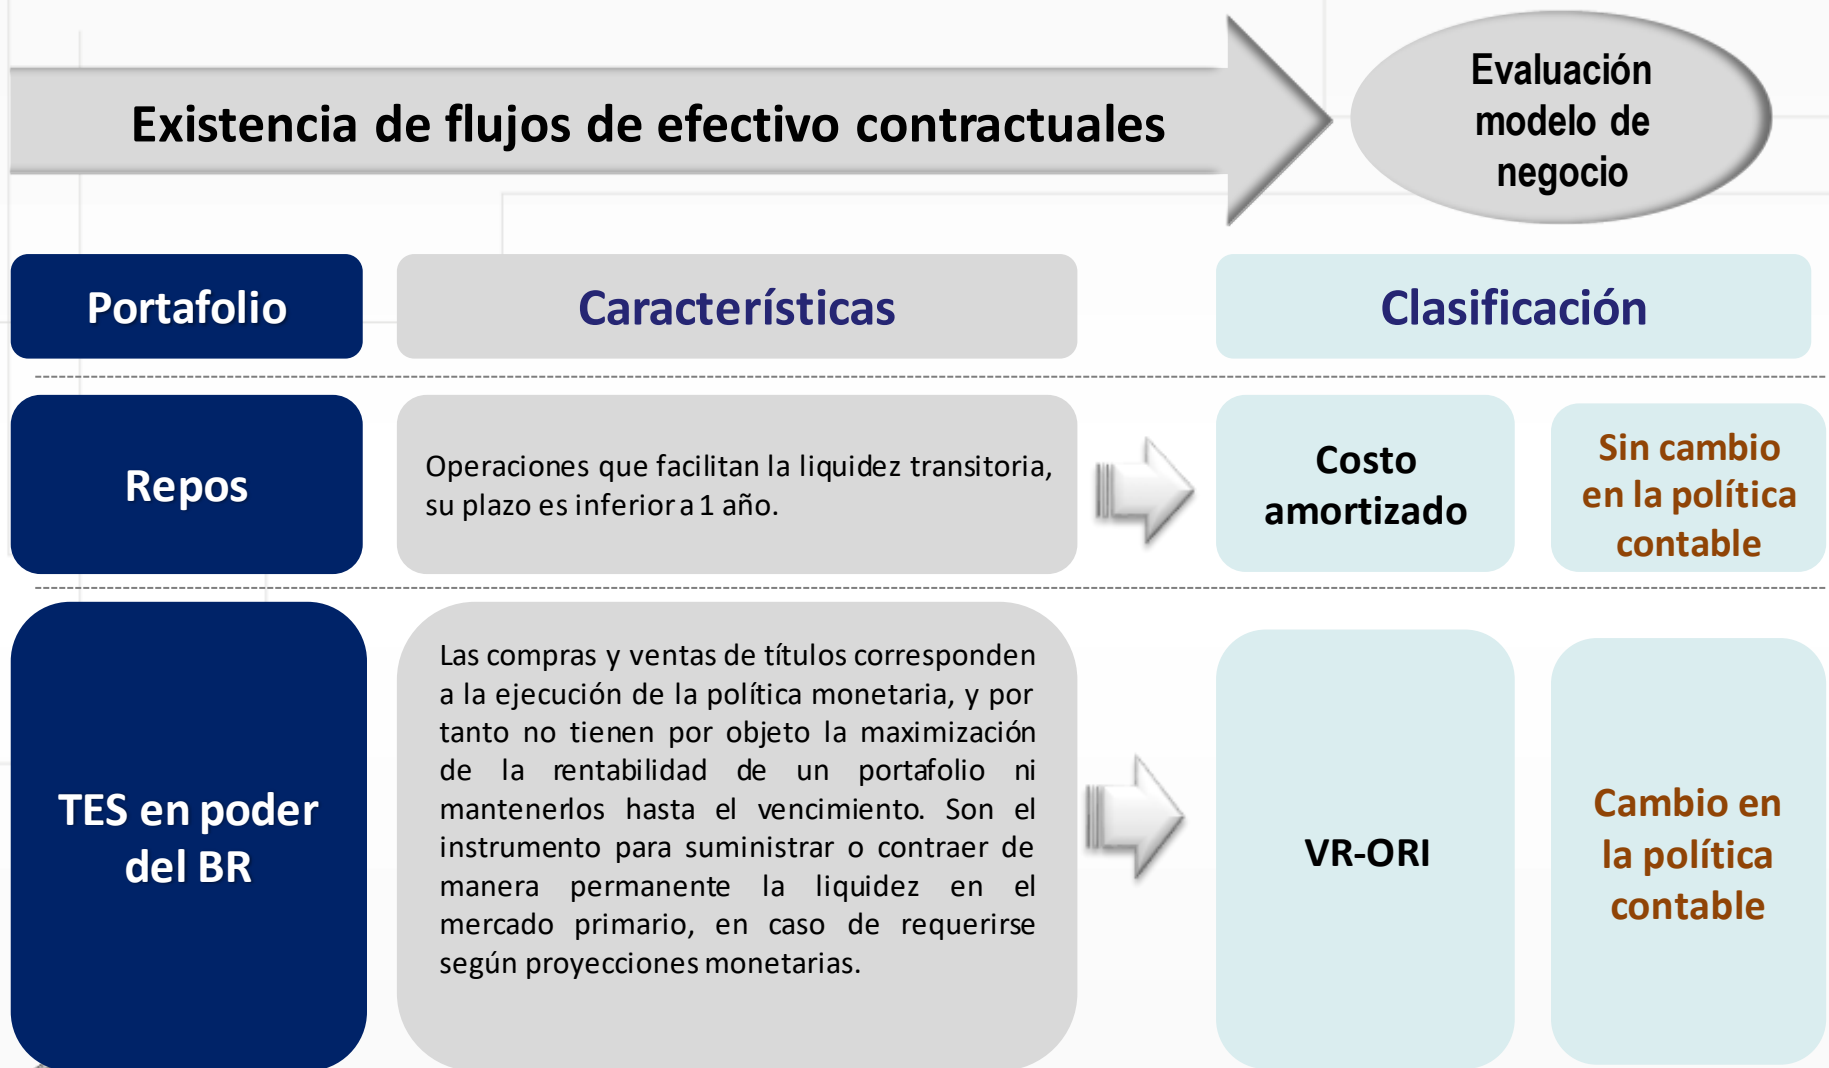 Existencia de flujos de efectivo contractuales
Evaluación
modelo de
negocio
Portafolio
Características
Clasificación
Repos
Operaciones que facilitan la liquidez transitoria,
su plazo es inferior a 1 año.
Costo
amortizado
Sin cambio
en la política
contable
TES en poder
del BR
Las compras y ventas de títulos corresponden
a la ejecución de la política monetaria, y por
tanto no tienen por objeto la maximización
de la rentabilidad de un portafolio ni
mantenerlos hasta el vencimiento. Son el
instrumento para suministrar o contraer de
manera permanente la liquidez en el
mercado primario, en caso de requerirse
según proyecciones monetarias.
VR-ORI
Cambio en
la política
contable